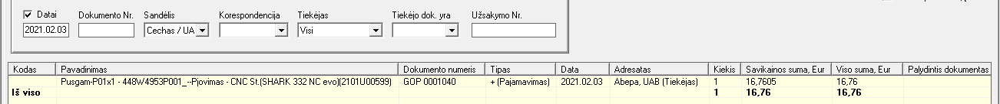 Datai Dokumento Nr. Sandėlis Korespondencija Tiekėjas Tiekėjo dok. yra Užsakymo Nr.
2021.02.03 Cechas / UA Visi
Kodas Pavadinimas Dokumento numeris Tipas Data Adresatas Kiekis Savikainos suma, Eur Viso suma, Eur Palydintis dokumentas
Pusgam-P01x1 - 448W4953P001_--Pjovimas - CNC St.(SHARK 332 NC evo)(2101U00599) GOP 0001040 + (Pajamavimas) 2021.02.03 Abepa, UAB (Tiekėjas) 1 16,7605 16,76
Iš viso 1 16,76 16,76